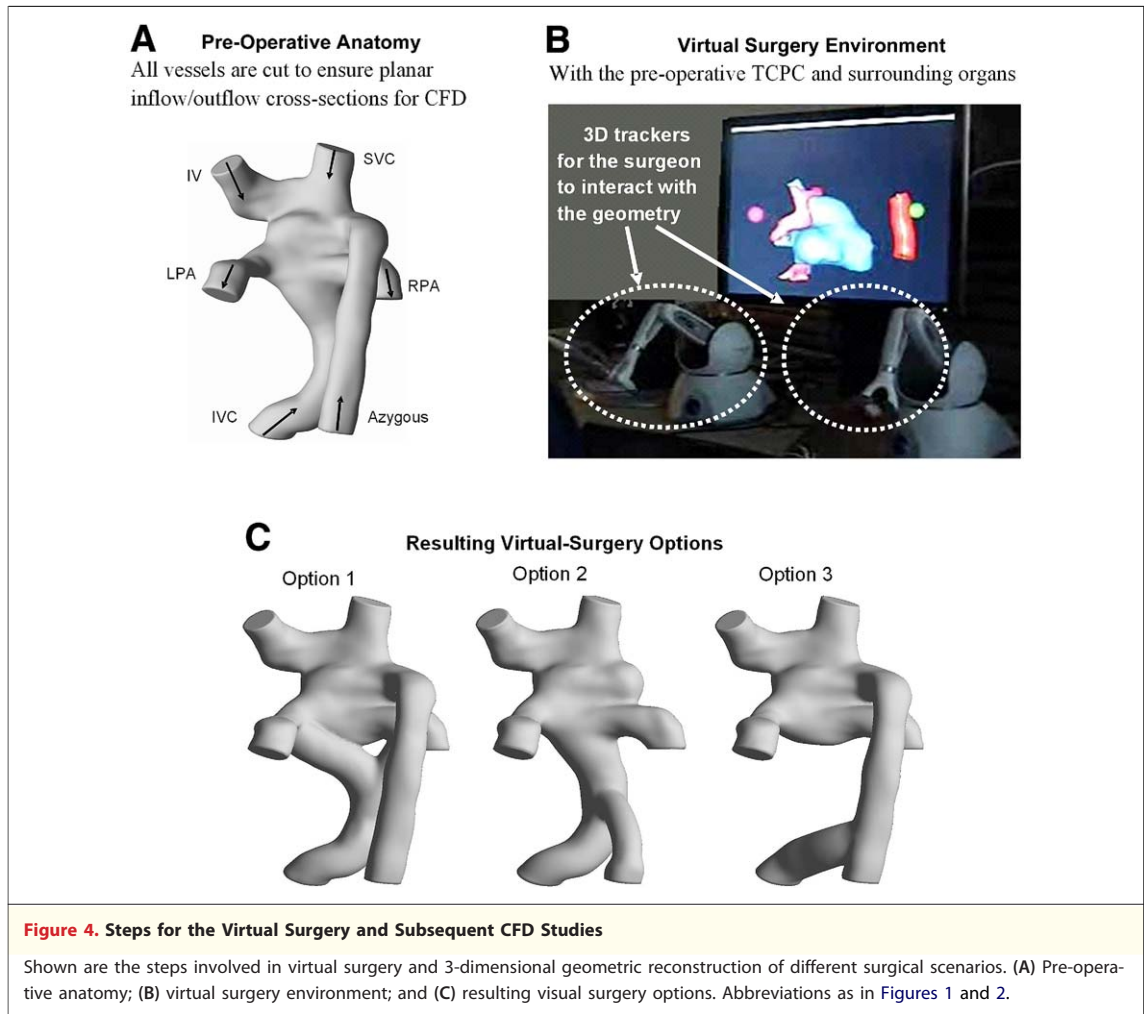 A Pre-Operative Anatomy
All vessels are cut to ensure planar
inflow/outflow cross-sections for CFD
IV
SVC
LPA
RPA
IVC
Azygous
B Virtual Surgery Environment
With the pre-operative TCPC and surrounding organs
3D trackers
for the surgeon
to interact with
the geometry
C Resulting Virtual-Surgery Options
Option 1
Option 2
Option 3
Figure 4. Steps for the Virtual Surgery and Subsequent CFD Studies
Shown are the steps involved in virtual surgery and 3-dimensional geometric reconstruction of different surgical scenarios. (A) Pre-opera-
tive anatomy; (B) virtual surgery environment; and (C) resulting visual surgery options. Abbreviations as in Figures 1 and 2.